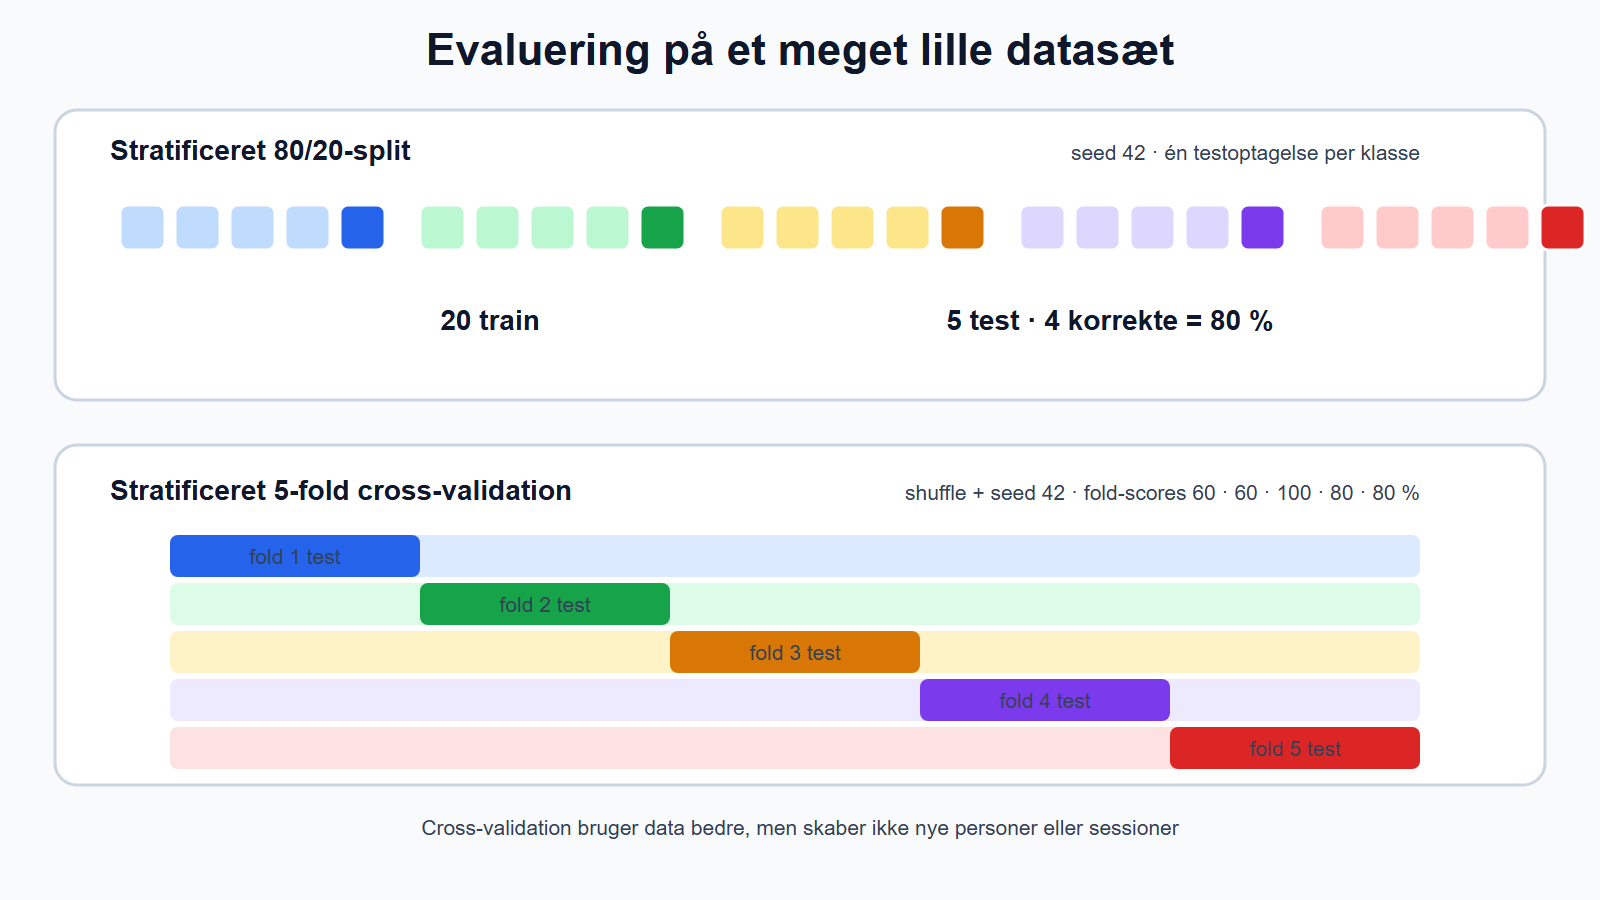 Evaluering på et meget lille datasæt
Stratificeret 80/20-split
seed 42 · én testoptagelse per klasse
20 train
5 test · 4 korrekte = 80 %
Stratificeret 5-fold cross-validation
shuffle + seed 42 · fold-scores 60 · 60 · 100 · 80 · 80 %
fold 1 test
fold 2 test
fold 3 test
fold 4 test
fold 5 test
Cross-validation bruger data bedre, men skaber ikke nye personer eller sessioner